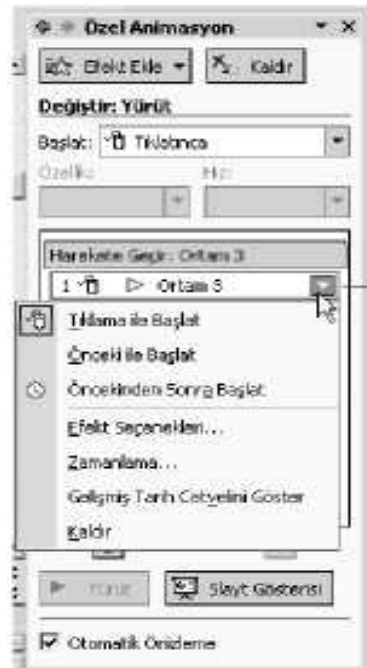 Özel Animasyon
Efekt Ekle Kaldır
Değiştir: Yürüt
Başlat: Tıklatınca
Özellik: Hız:
Harekete Geçir: Ortam 3
1 Ortam 3
Tıklama ile Başlat
Önceki ile Başlat
Öncekinden Sonra Başlat
Efekt Seçenekleri...
Zamanlama...
Gelişmiş Tarih Cetvelini Göster
Kaldır
Yürüt Slayt Gösterisi
Otomatik Önizleme